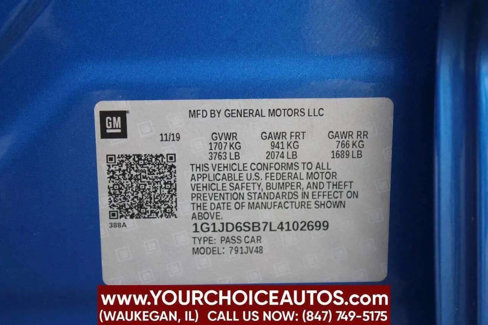 MFD BY GENERAL MOTORS LLC
GM
11/19 GVWR GAWR FRT GAWR RR
1707 KG 941 KG 766 KG
3763 LB 2074 LB 1689 LB
THIS VEHICLE CONFORMS TO ALL
APPLICABLE U.S. FEDERAL MOTOR
VEHICLE SAFETY, BUMPER, AND THEFT
PREVENTION STANDARDS IN EFFECT ON
THE DATE OF MANUFACTURE SHOWN
ABOVE.
388A
1G1JD6SB7L4102699
TYPE: PASS CAR
MODEL: 791JV48
WWW.YOURCHOICEAUTOS.COM
(WAUKEGAN, IL) CALL US NOW: (847) 749-5175